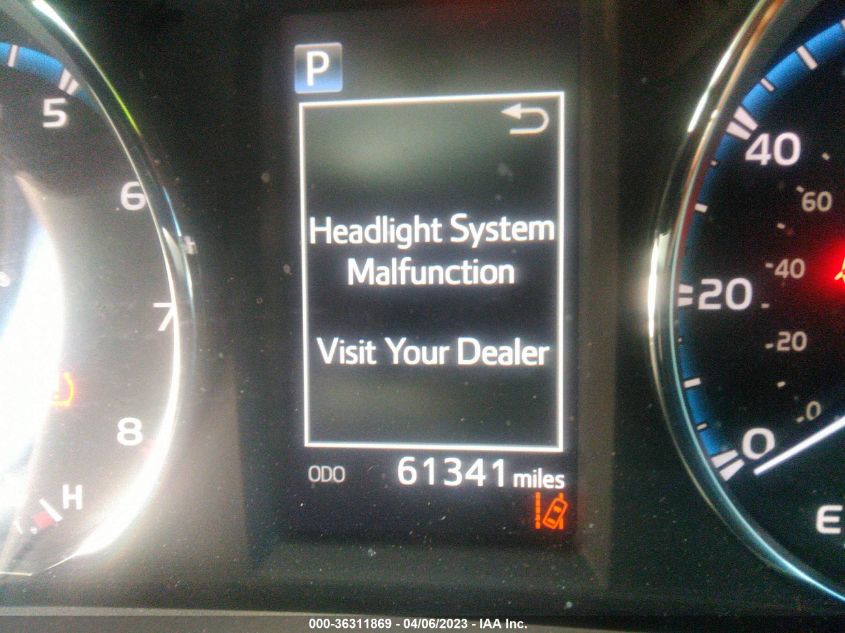 P
5
6
7
8
H
Headlight System
Malfunction
Visit Your Dealer
ODO 61341 miles
40
60
40
20
20
0
0
E
000-36311869 - 04/06/2023 - IAA Inc.